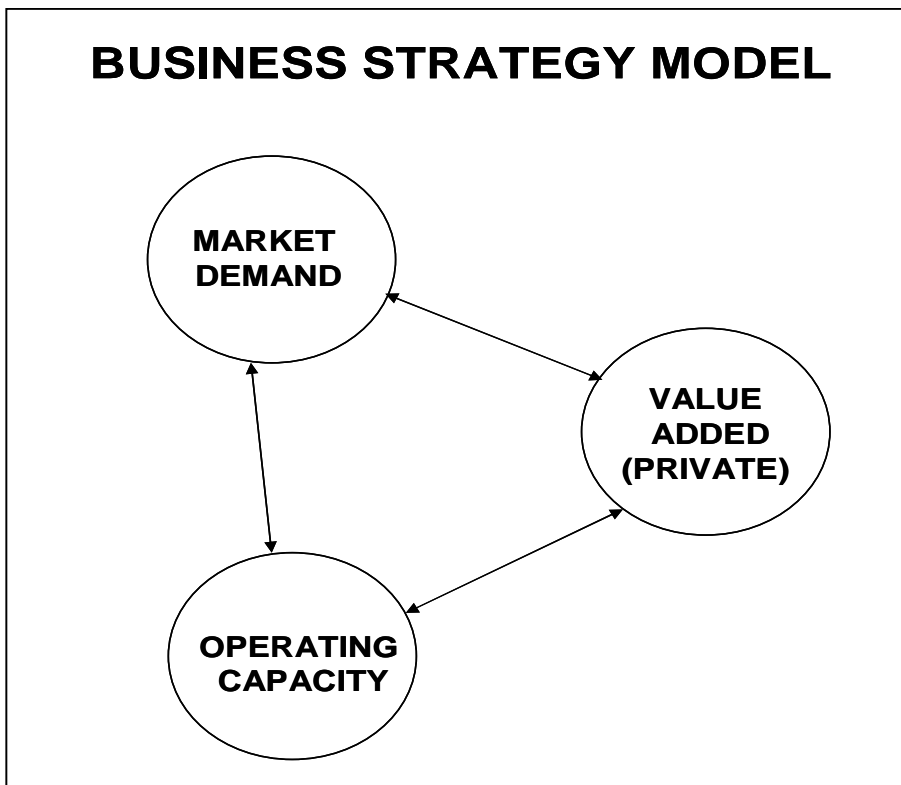 BUSINESS STRATEGY MODEL
MARKET
DEMAND
VALUE
ADDED
(PRIVATE)
OPERATING
CAPACITY